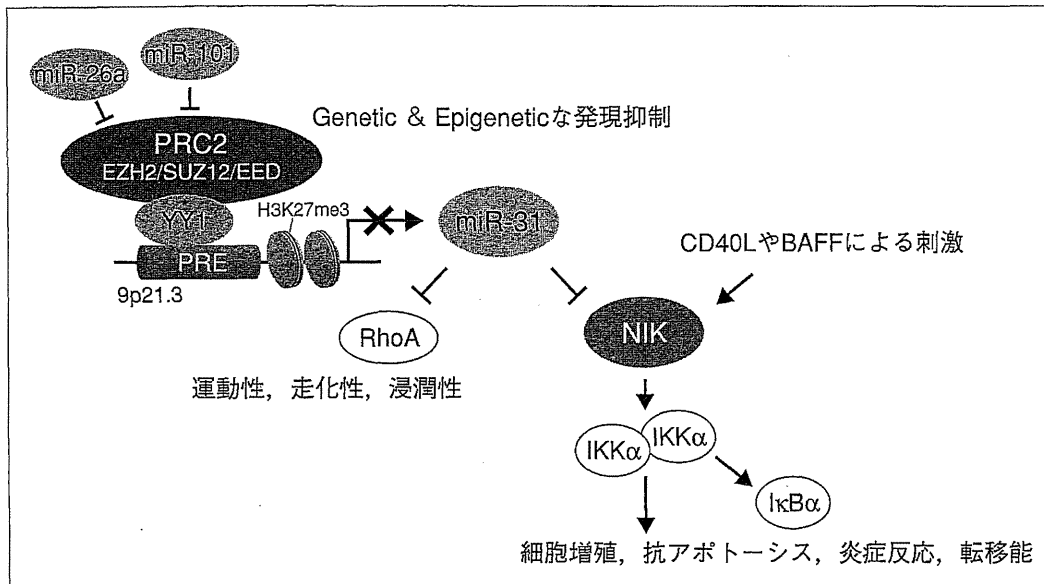 miR-101
miR-26a
Genetic & Epigeneticな発現抑制
PRC2
EZH2/SUZ12/EED
H3K27me3
YY1
miR-31
PRE
CD40LやBAFFによる刺激
9p21.3
RhoA
NIK
運動性，走化性，浸潤性
IKKα
IKKα
IκBα
細胞増殖，抗アポトーシス，炎症反応，転移能